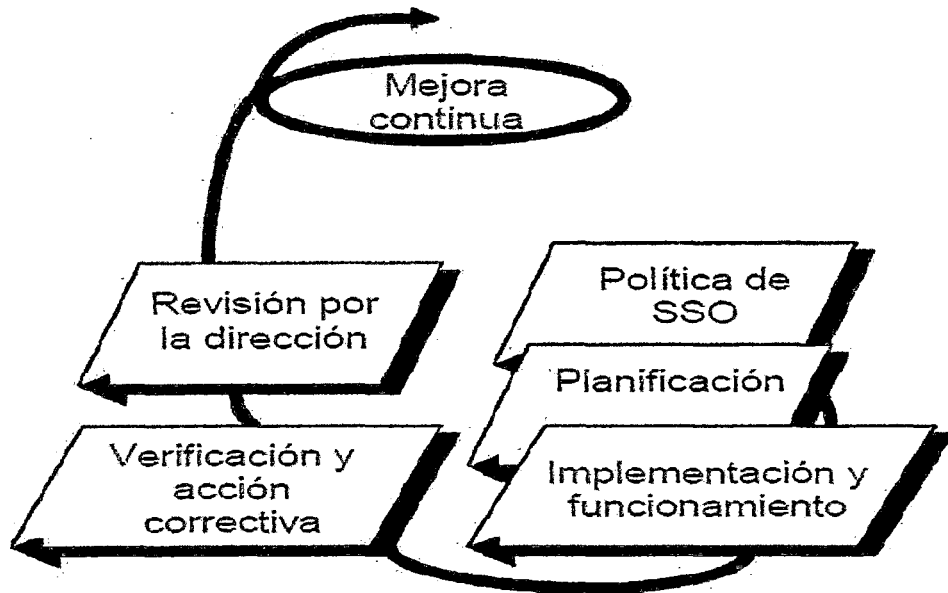 Mejora
continua
Revisión por
la dirección
Política de
SSO
Planificación
Verificación y
acción
correctiva
Implementación y
funcionamiento